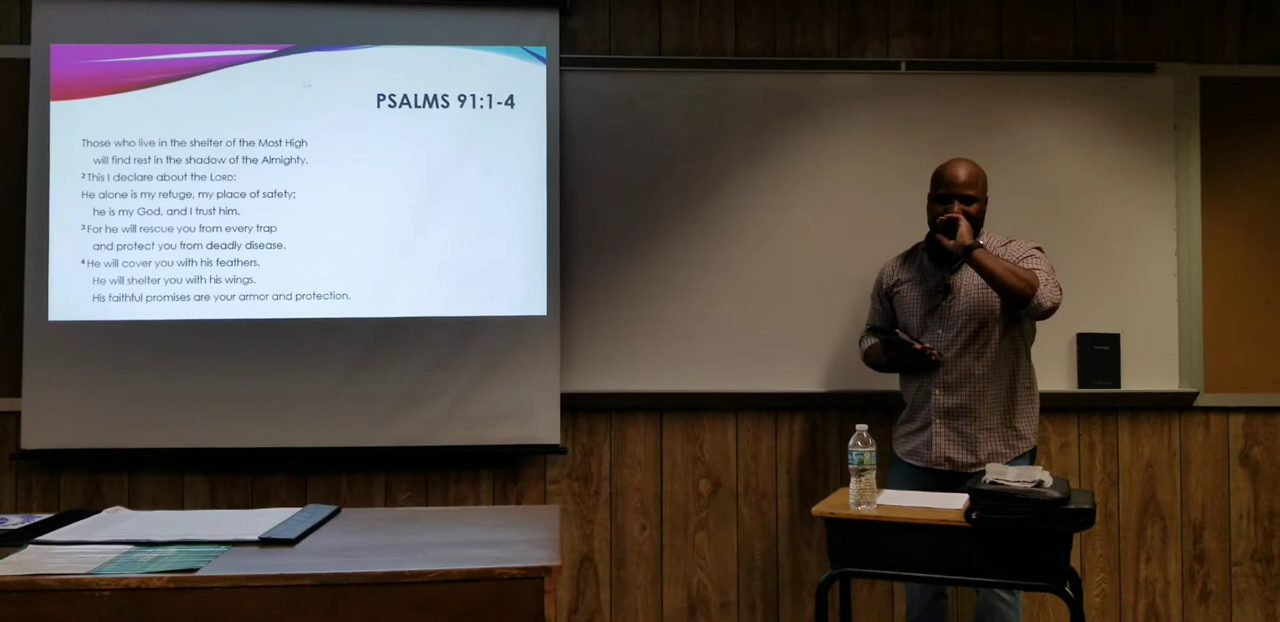 PSALMS 91:1-4
Those who live in the shelter of the Most High
will find rest in the shadow of the Almighty.
2 This I declare about the LORD:
He alone is my refuge, my place of safety;
he is my God, and I trust him.
3 For he will rescue you from every trap
and protect you from deadly disease.
4 He will cover you with his feathers.
He will shelter you with his wings.
His faithful promises are your armor and protection.